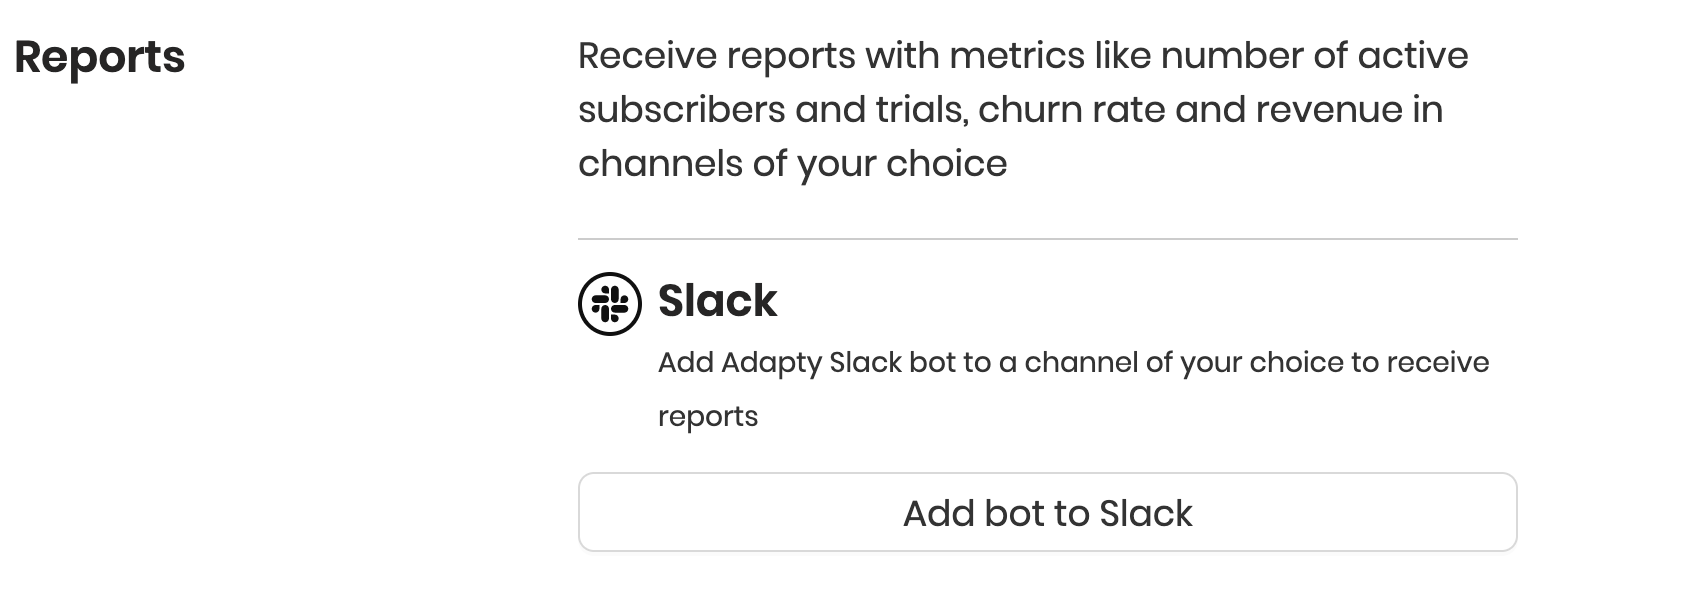 Reports
Receive reports with metrics like number of active
subscribers and trials, churn rate and revenue in
channels of your choice
Slack
Add Adapty Slack bot to a channel of your choice to receive
reports
Add bot to Slack